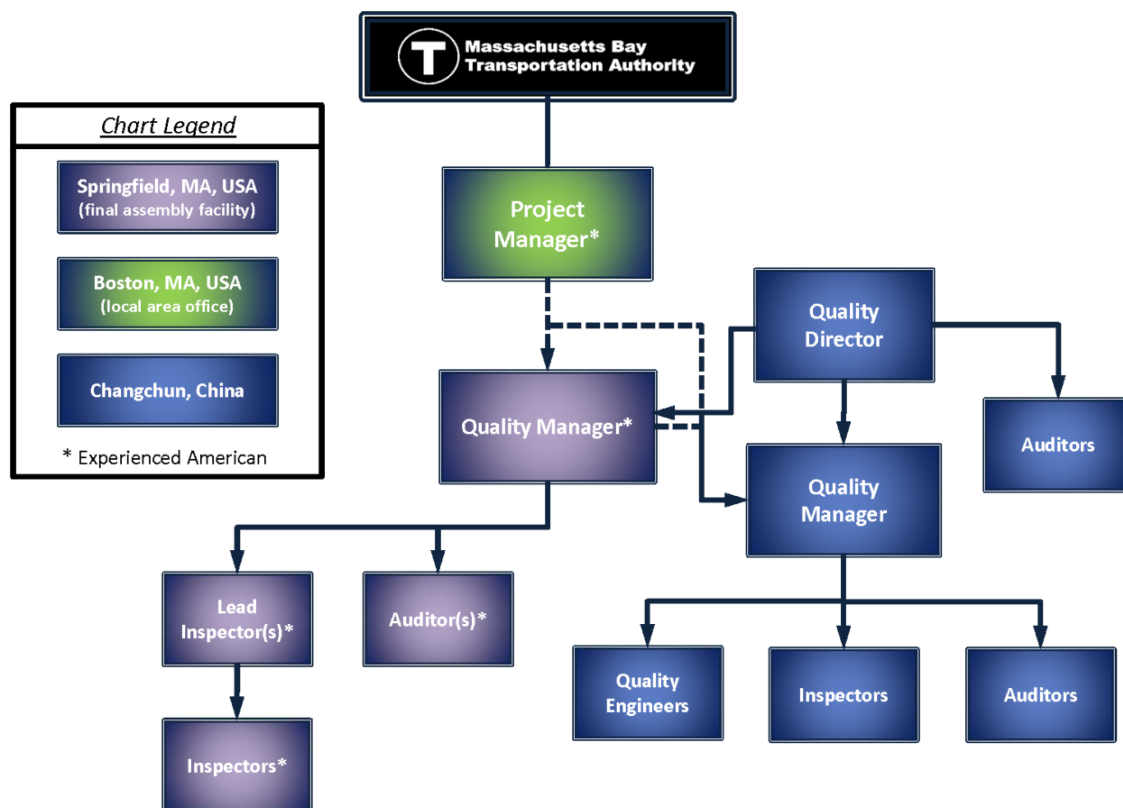 T
Massachusetts Bay
Transportation Authority
Chart Legend
Springfield, MA, USA
(final assembly facility)
Boston, MA, USA
(local area office)
Changchun, China
* Experienced American
Project
Manager*
Quality
Director
Quality Manager*
Auditors
Quality
Manager
Lead
Inspector(s)*
Auditor(s)*
Quality
Engineers
Inspectors
Auditors
Inspectors*